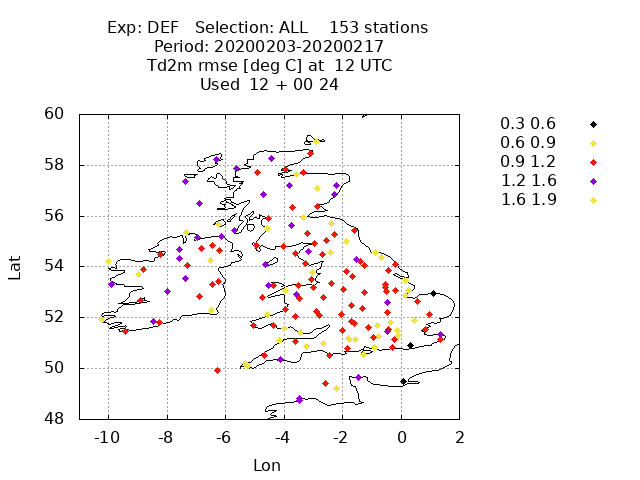 Exp: DEF Selection: ALL 153 stations
Period: 20200203-20200217
Td2m rmse [deg C] at 12 UTC
Used 12 + 00 24
60
58
56
54
52
50
48
-10 -8 -6 -4 -2 0 2
Lat
Lon
0.3 0.6
0.6 0.9
0.9 1.2
1.2 1.6
1.6 1.9